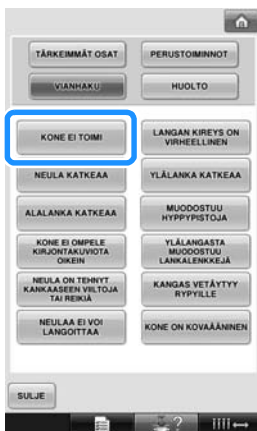 TÄRKEIMMÄT OSAT
PERUSTOIMINNOT
VIANHAKU
HUOLTO
KONE EI TOIMI
LANGAN KIREYS ON
VIRHEELLINEN
NEULA KATKEAA
YLÄLANKA KATKEAA
ALALANKA KATKEAA
MUODOSTUU
HYPPYPISTOJA
KONE EI OMPELE
KIRJONTAKUVIOTA
OIKEIN
YLÄLANGASTA
MUODOSTUU
LANKALENKKEJÄ
NEULA ON TEHNYT
KANKAASEEN VIILTOJA
TAI REIKIÄ
KANGAS VETÄYTYY
RYPYILLE
NEULAA EI VOI
LANGOITTAA
KONE ON KOVAÄÄNINEN
SULJE
?